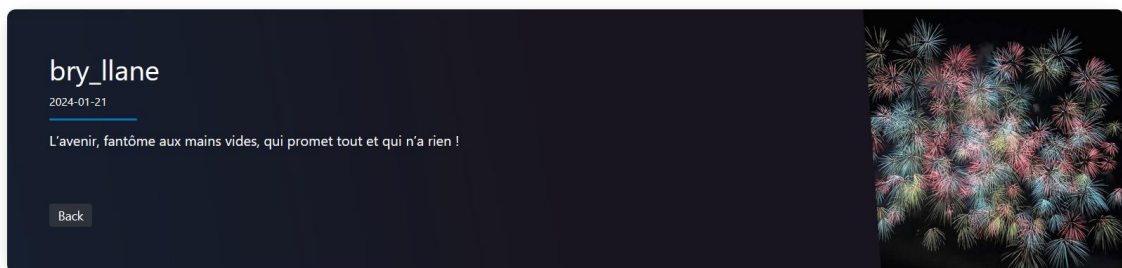 bry_llane
2024-01-21
L’avenir, fantôme aux mains vides, qui promet tout et qui n’a rien !
Back